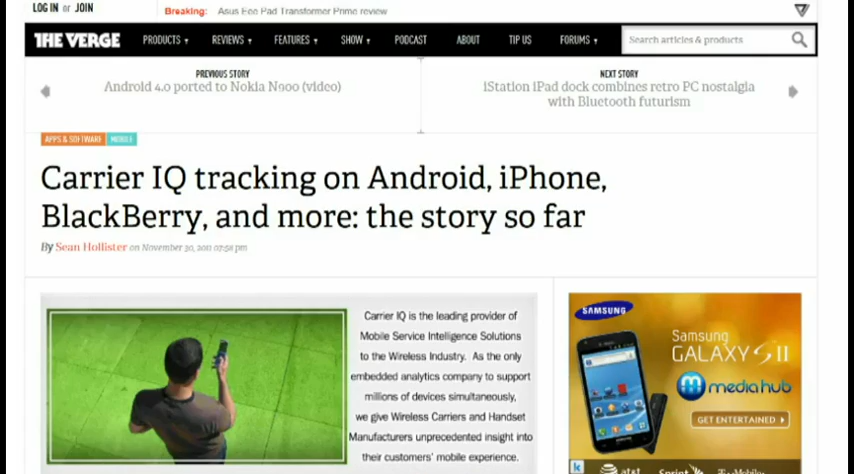 LOG IN or JOIN
Breaking: Asus Eee Pad Transformer Prime review
THE VERGE PRODUCTS REVIEWS FEATURES SHOW PODCAST ABOUT TIP US FORUMS Search articles & products
PREVIOUS STORY
Android 4.0 ported to Nokia N900 (video)
NEXT STORY
iStation iPad dock combines retro PC nostalgia
with Bluetooth futurism
APPS & SOFTWARE MOBILE
Carrier IQ tracking on Android, iPhone,
BlackBerry, and more: the story so far
By Sean Hollister on November 30, 2011 07:58 pm
Carrier IQ is the leading provider of
Mobile Service Intelligence Solutions
to the Wireless Industry. As the only
embedded analytics company to support
millions of devices simultaneously,
we give Wireless Carriers and Handset
Manufacturers unprecedented insight into
their customers' mobile experience.
SAMSUNG
Samsung
GALAXY S II
m mediahub
GET ENTERTAINED
k at&t Sprint T-Mobile